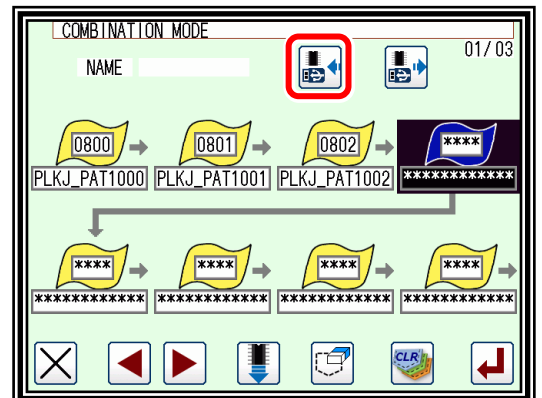 COMBINATION MODE
NAME
01/03
0800 0801 0802 ****
PLKJ_PAT1000 PLKJ_PAT1001 PLKJ_PAT1002 ************
**** **** **** ****
************ ************ ************ ************
CLR